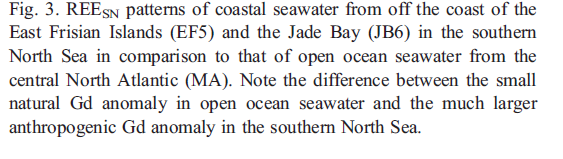 Fig. 3. REESN patterns of coastal seawater from off the coast of the
East Frisian Islands (EF5) and the Jade Bay (JB6) in the southern
North Sea in comparison to that of open ocean seawater from the
central North Atlantic (MA). Note the difference between the small
natural Gd anomaly in open ocean seawater and the much larger
anthropogenic Gd anomaly in the southern North Sea.